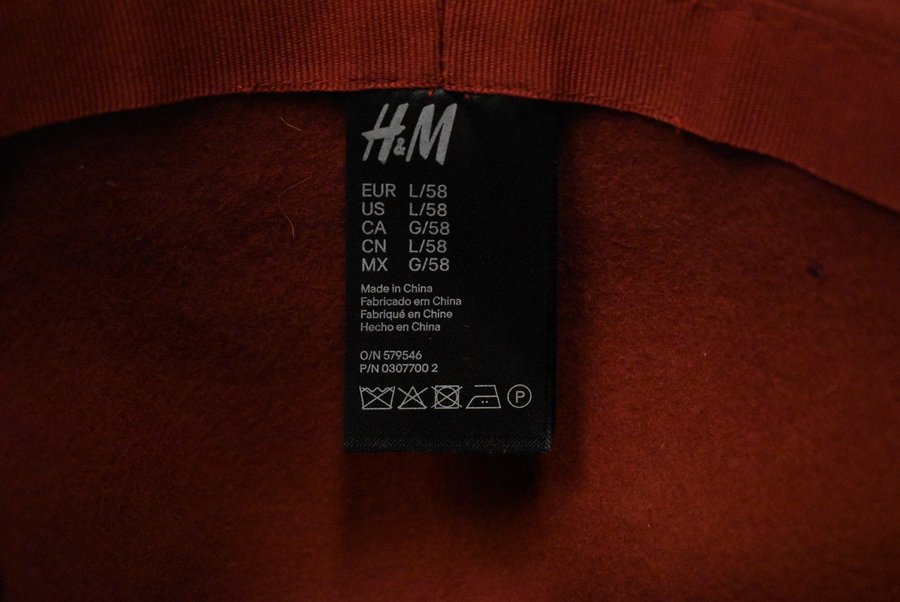 H&M
EUR L/58
US L/58
CA G/58
CN L/58
MX G/58
Made in China
Fabricado em China
Fabriqué en Chine
Hecho en China
O/N 579546
P/N 0307700 2
P